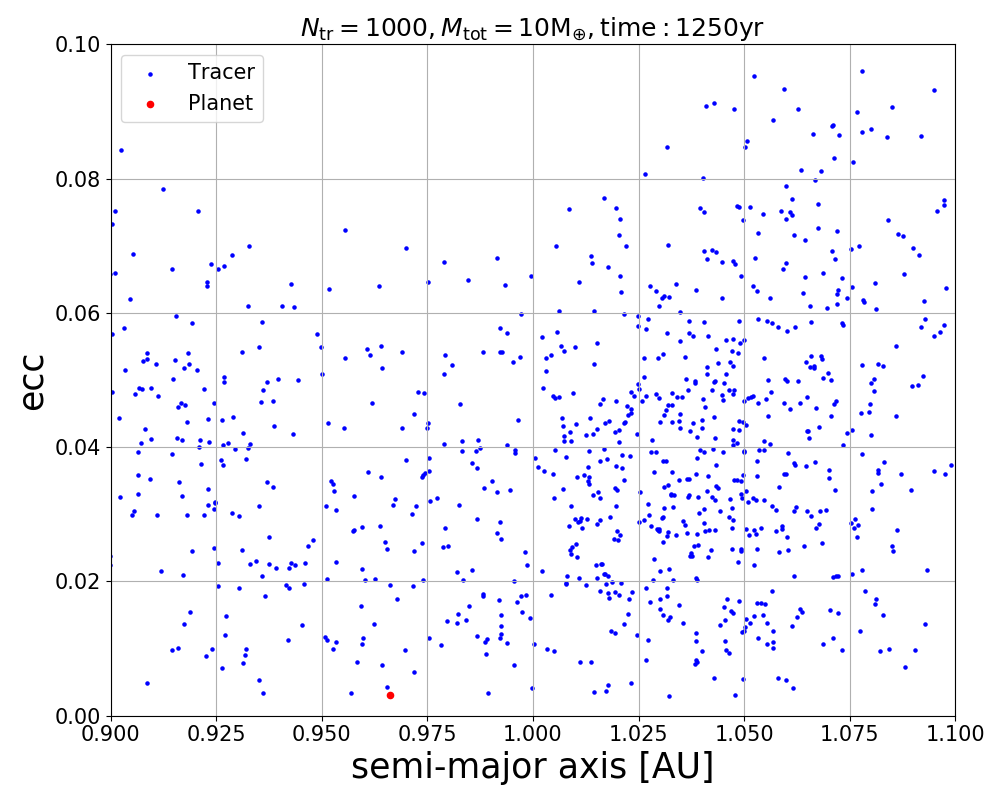 N_tr = 1000, M_tot = 10M_⊕, time : 1250yr
Tracer
Planet
ecc
0.10
0.08
0.06
0.04
0.02
0.00
0.900 0.925 0.950 0.975 1.000 1.025 1.050 1.075 1.100
semi-major axis [AU]